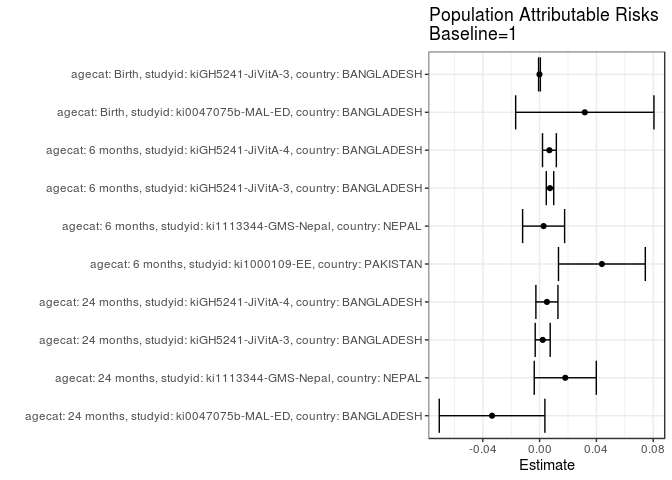 Population Attributable Risks
Baseline=1
agecat: Birth, studyid: kiGH5241-JiVitA-3, country: BANGLADESH
agecat: Birth, studyid: ki0047075b-MAL-ED, country: BANGLADESH
agecat: 6 months, studyid: kiGH5241-JiVitA-4, country: BANGLADESH
agecat: 6 months, studyid: kiGH5241-JiVitA-3, country: BANGLADESH
agecat: 6 months, studyid: ki1113344-GMS-Nepal, country: NEPAL
agecat: 6 months, studyid: ki1000109-EE, country: PAKISTAN
agecat: 24 months, studyid: kiGH5241-JiVitA-4, country: BANGLADESH
agecat: 24 months, studyid: kiGH5241-JiVitA-3, country: BANGLADESH
agecat: 24 months, studyid: ki1113344-GMS-Nepal, country: NEPAL
agecat: 24 months, studyid: ki0047075b-MAL-ED, country: BANGLADESH
-0.04 0.00 0.04 0.08
Estimate